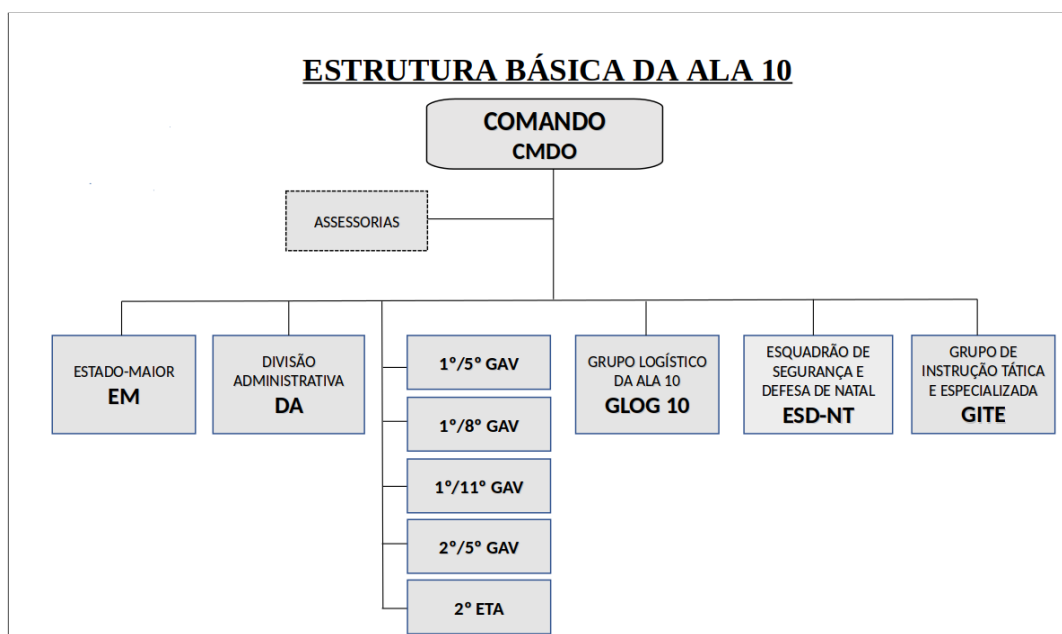 ESTRUTURA BÁSICA DA ALA 10
COMANDO
CMDO
ASSESSORIAS
ESTADO-MAIOR
EM
DIVISÃO
ADMINISTRATIVA
DA
1º/5º GAV
1º/8º GAV
1º/11º GAV
2º/5º GAV
2º ETA
GRUPO LOGÍSTICO
DA ALA 10
GLOG 10
ESQUADRÃO DE
SEGURANÇA E
DEFESA DE NATAL
ESD-NT
GRUPO DE
INSTRUÇÃO TÁTICA
E ESPECIALIZADA
GITE